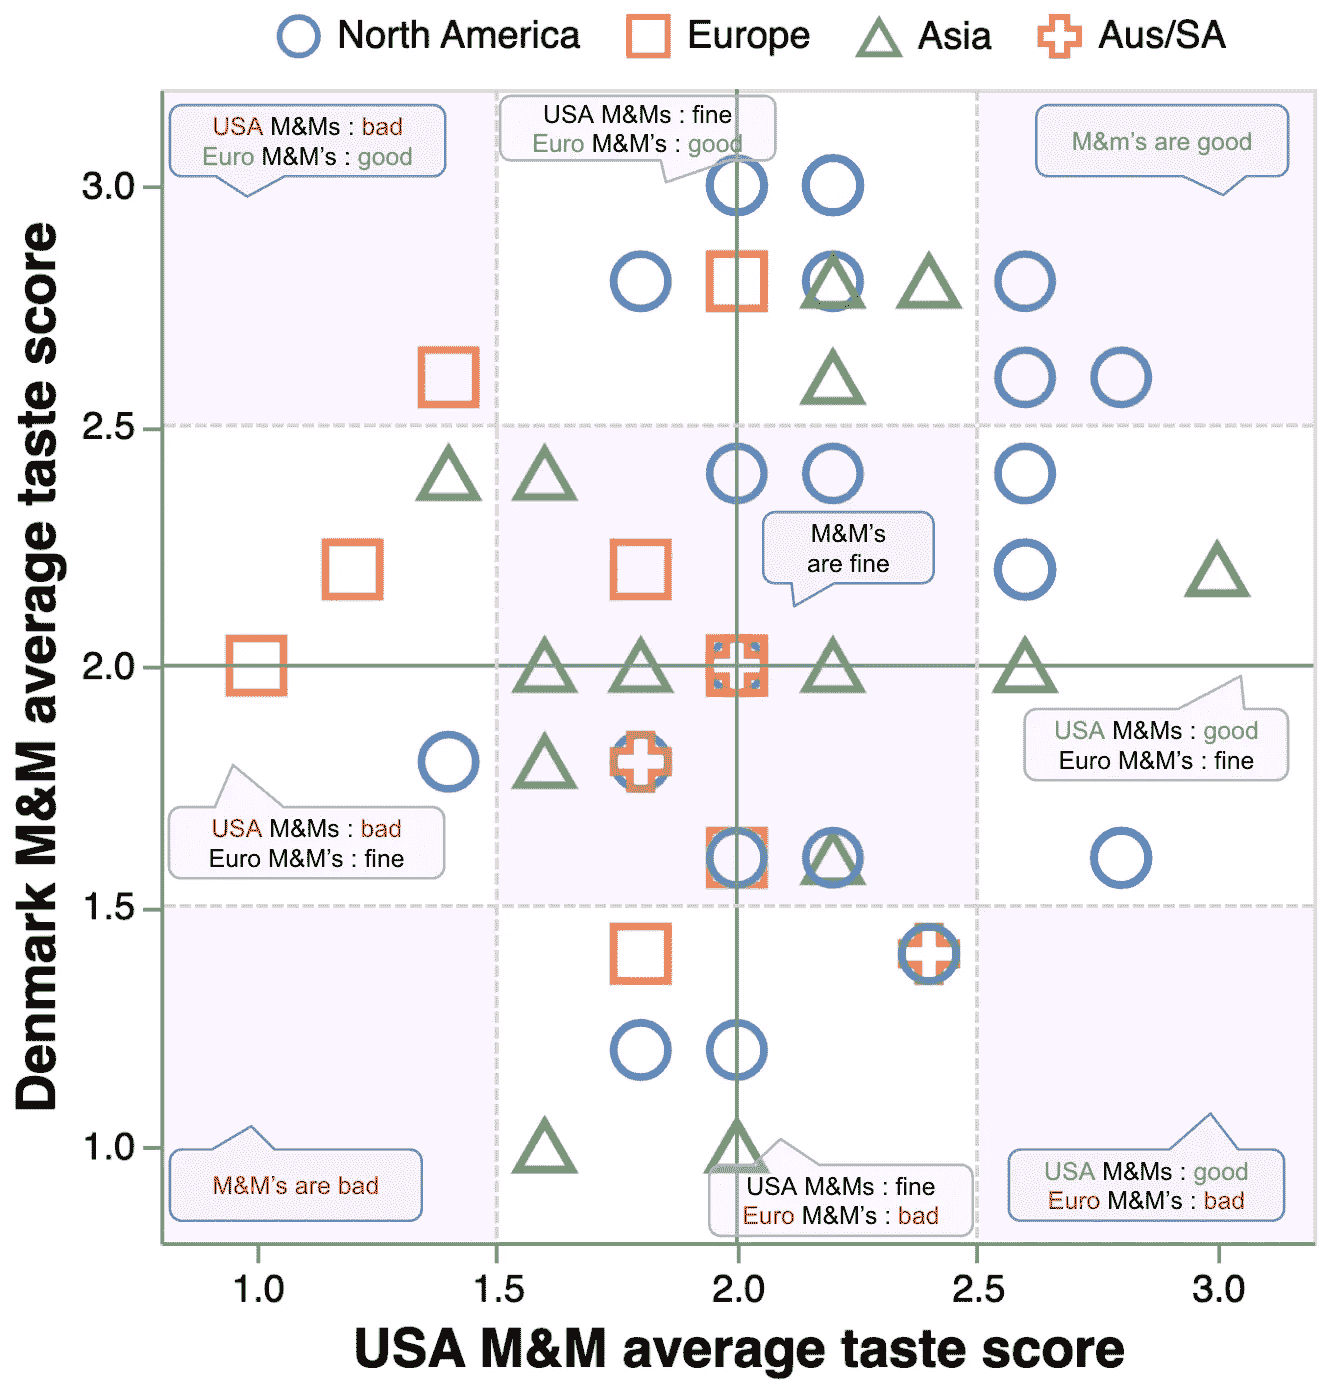 North America Europe Asia Aus/SA
USA M&Ms : bad
Euro M&M's : good
USA M&Ms : fine
Euro M&M's : good
M&m's are good
3.0
2.5
M&M's
are fine
2.0
USA M&Ms : good
Euro M&M's : fine
USA M&Ms : bad
Euro M&M's : fine
1.5
1.0
M&M's are bad
USA M&Ms : fine
Euro M&M's : bad
USA M&Ms : good
Euro M&M's : bad
Denmark M&M average taste score
1.0 1.5 2.0 2.5 3.0
USA M&M average taste score